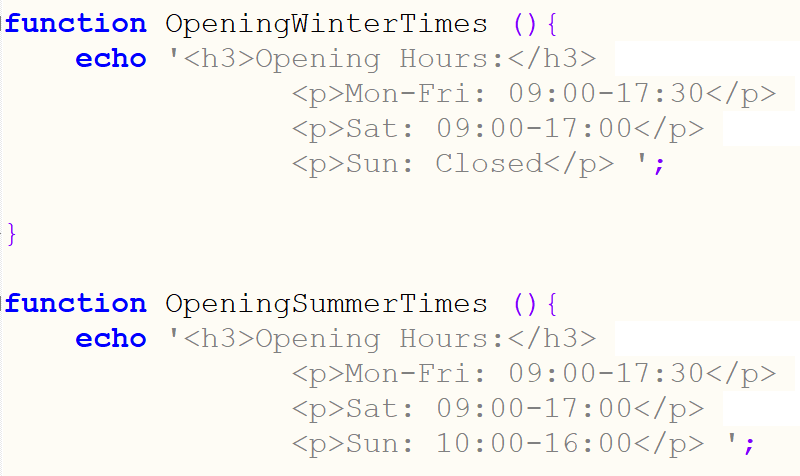 function OpeningWinterTimes (){
echo '<h3>Opening Hours:</h3>
<p>Mon-Fri: 09:00-17:30</p>
<p>Sat: 09:00-17:00</p>
<p>Sun: Closed</p> ';
}
function OpeningSummerTimes (){
echo '<h3>Opening Hours:</h3>
<p>Mon-Fri: 09:00-17:30</p>
<p>Sat: 09:00-17:00</p>
<p>Sun: 10:00-16:00</p> ';